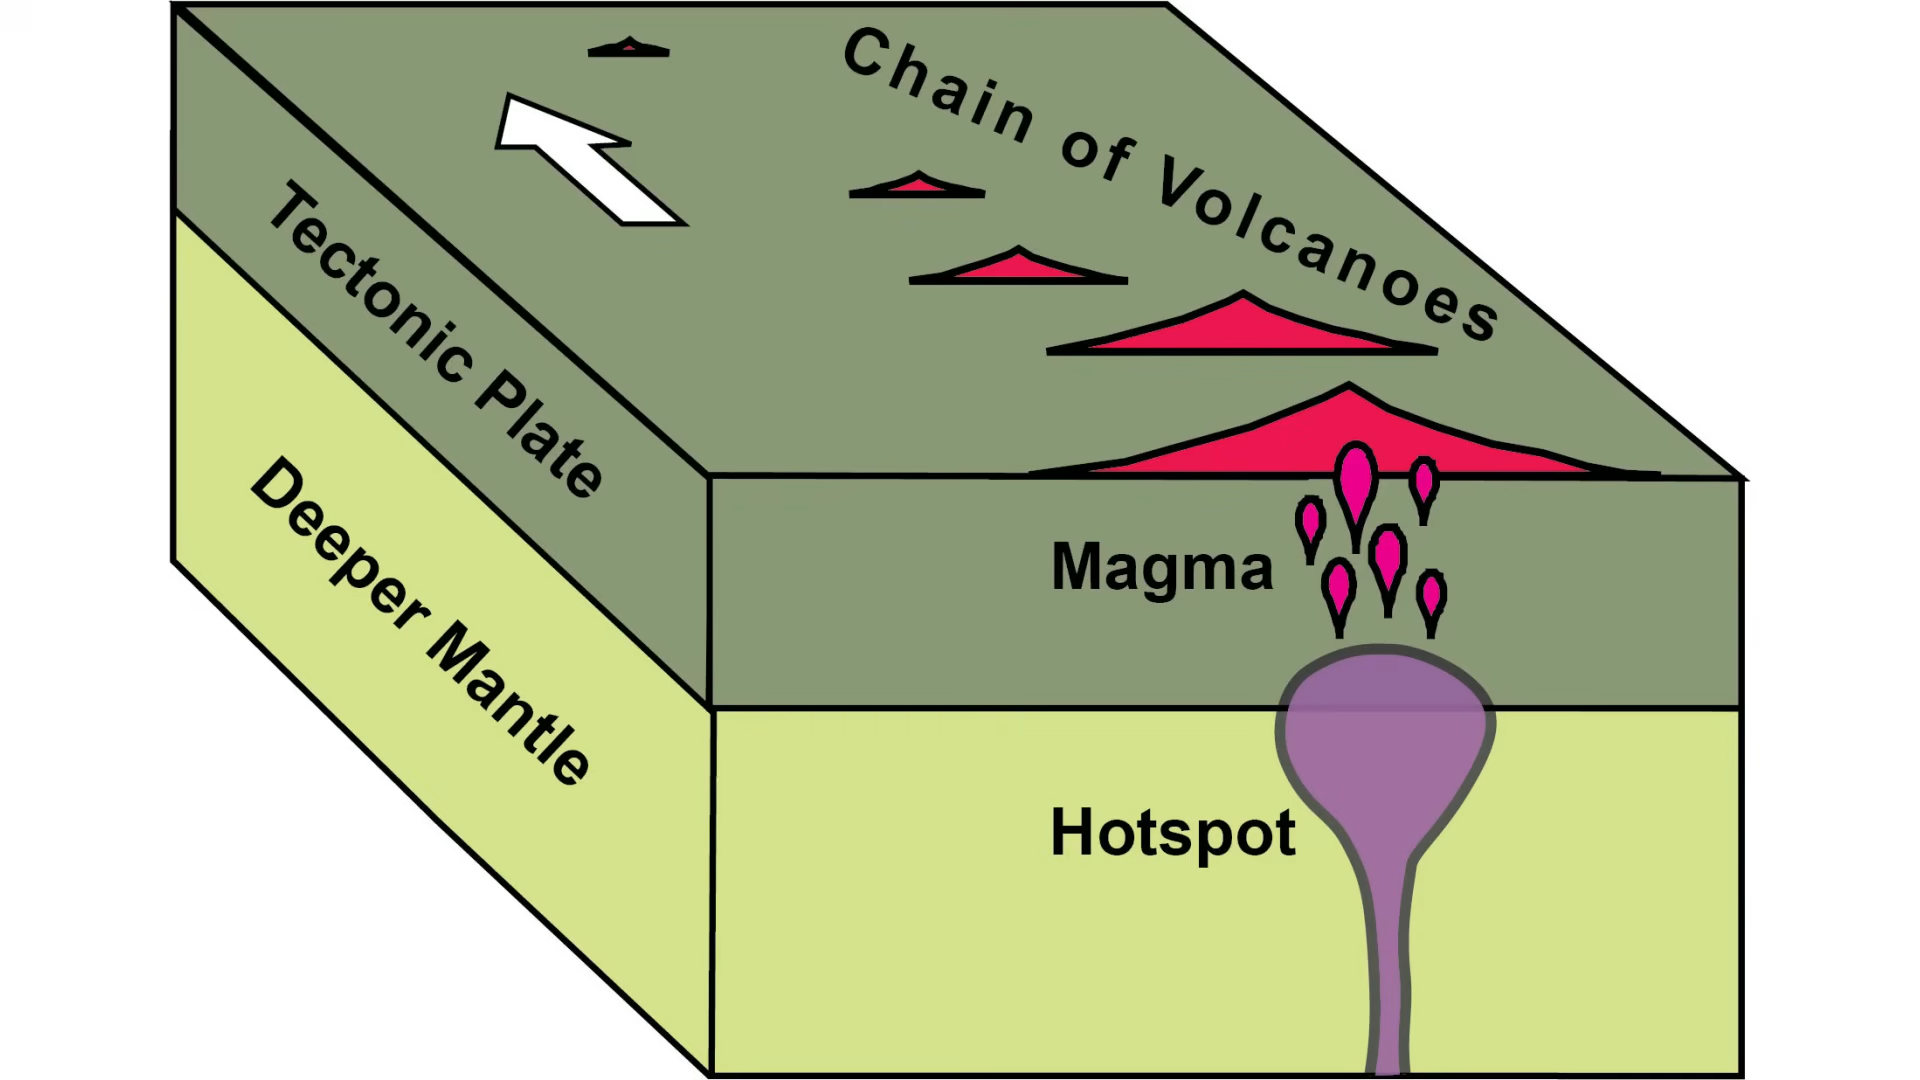 Chain of Volcanoes
Tectonic Plate
Deeper Mantle
Magma
Hotspot